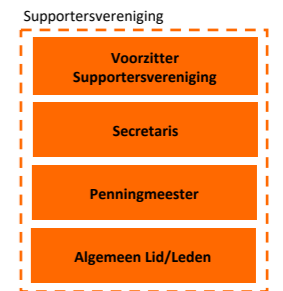 Supportersvereniging
Voorzitter
Supportersvereniging
Secretaris
Penningmeester
Algemeen Lid/Leden